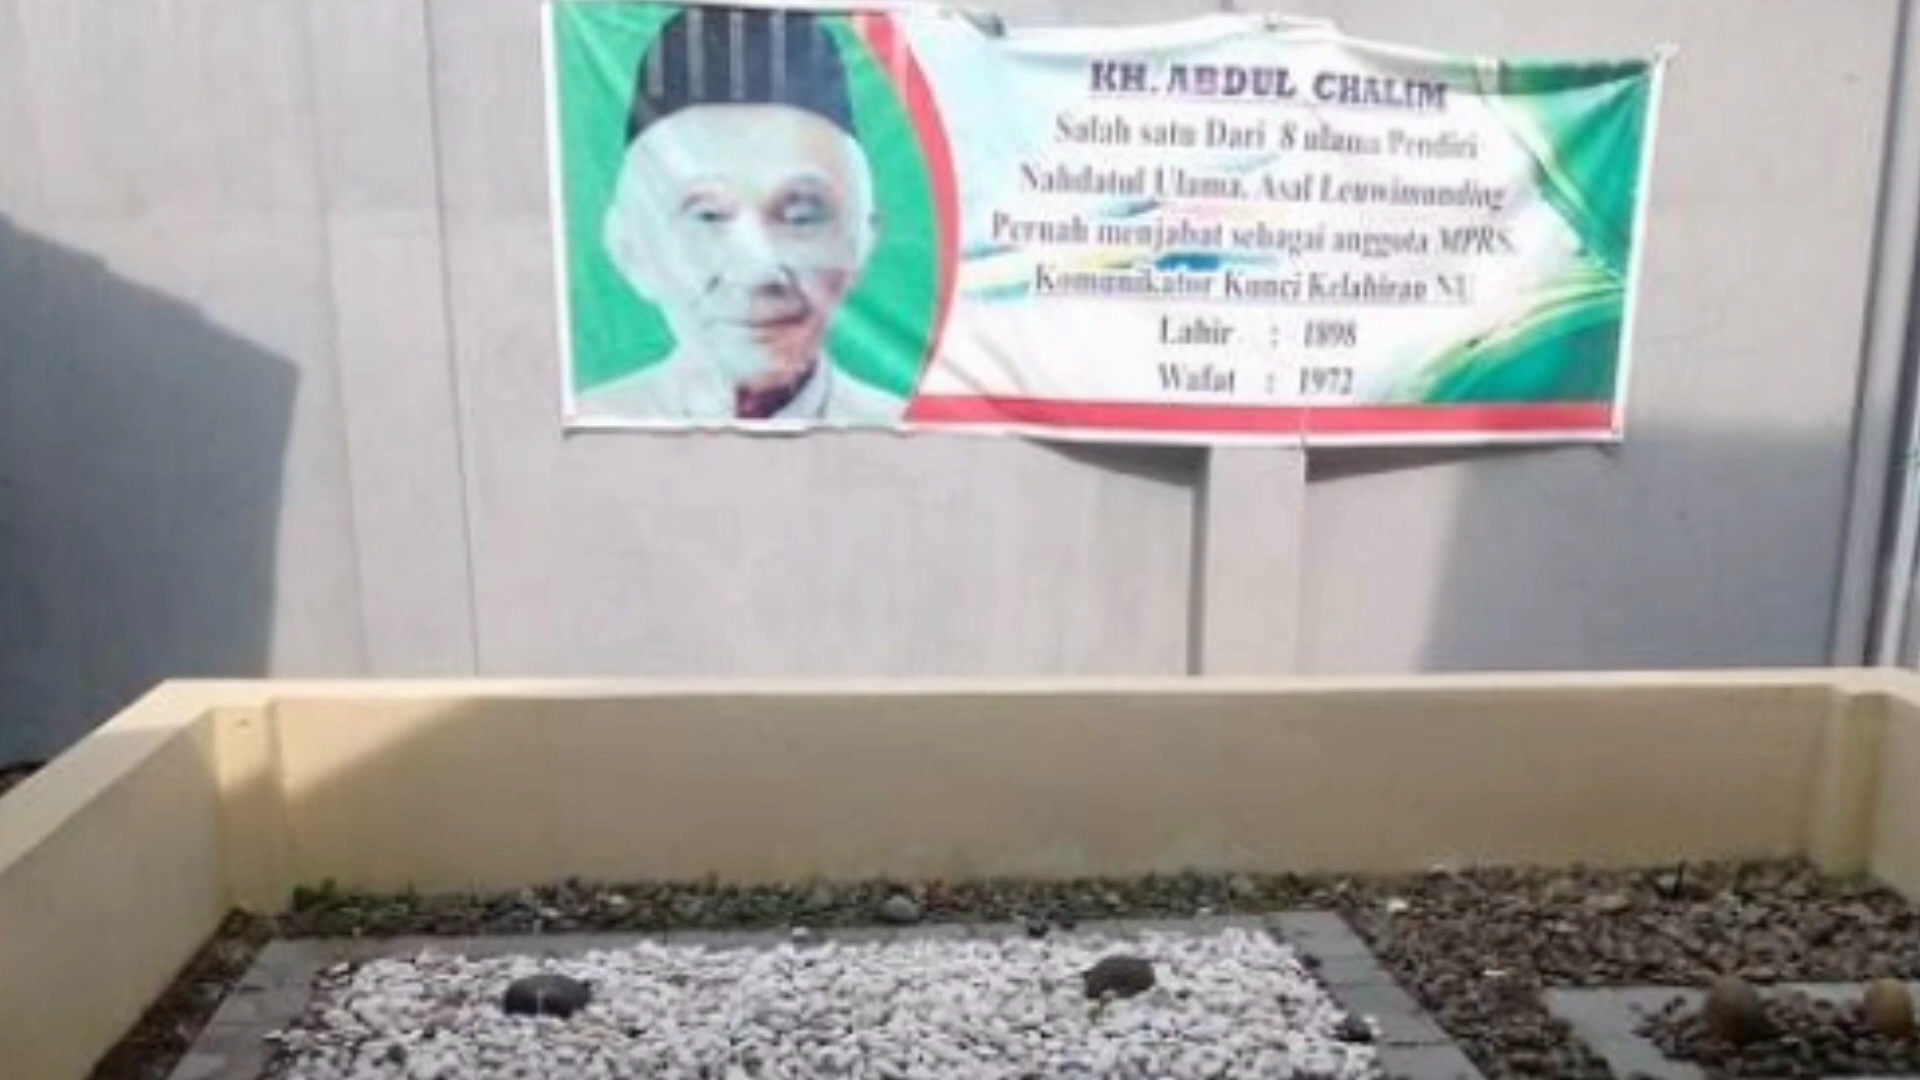 KH. ABDUL CHALIM
Salah satu Dari 8 ulama Pendiri
Nahdatul Ulama. Asal Leuwimunding
Pernah menjabat sebagai anggota MPRS.
Komunikator Kunci Kelahiran NU
Lahir : 1898
Wafat : 1972